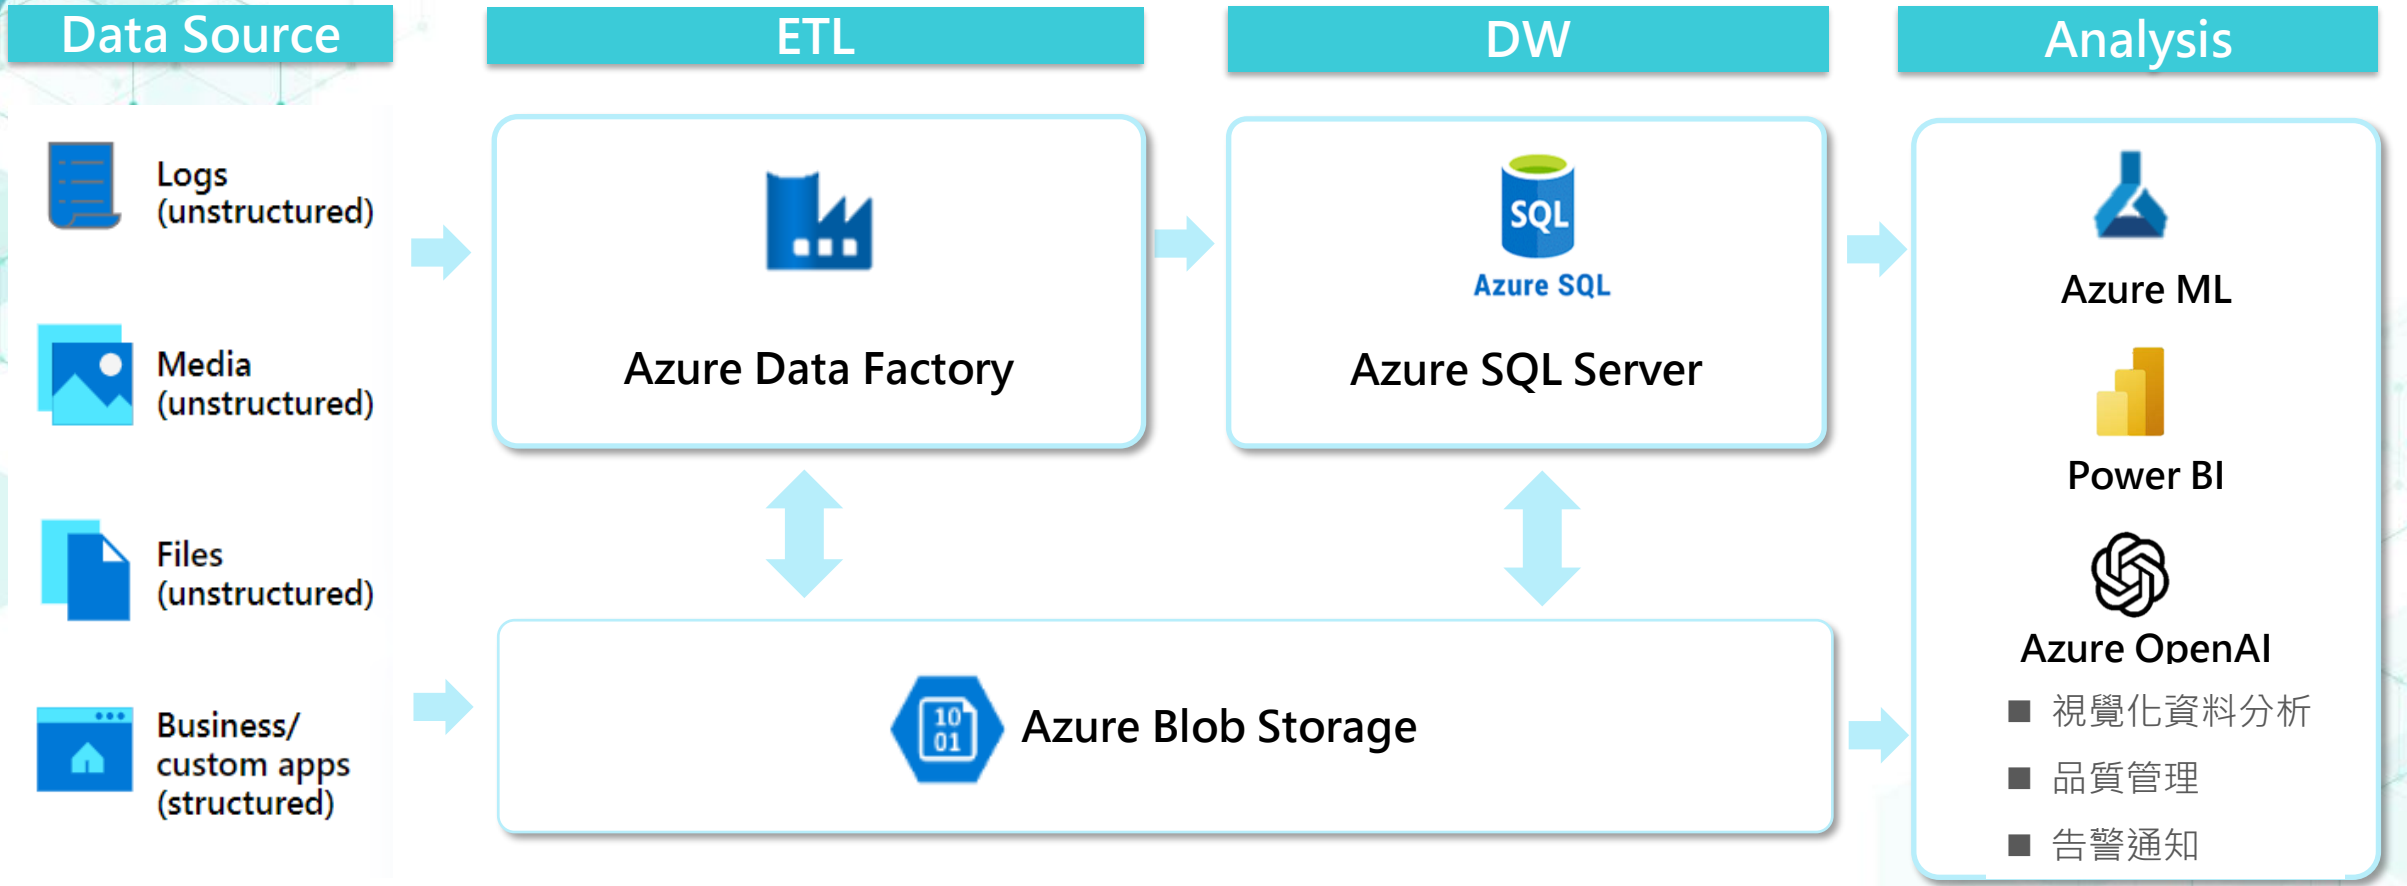 Data Source
ETL
DW
Analysis
Logs
(unstructured)
Media
(unstructured)
Files
(unstructured)
Business/
custom apps
(structured)
Azure Data Factory
SQL
Azure SQL
Azure SQL Server
10
01
Azure Blob Storage
Azure ML
Power BI
Azure OpenAI
■ 視覺化資料分析
■ 品質管理
■ 告警通知